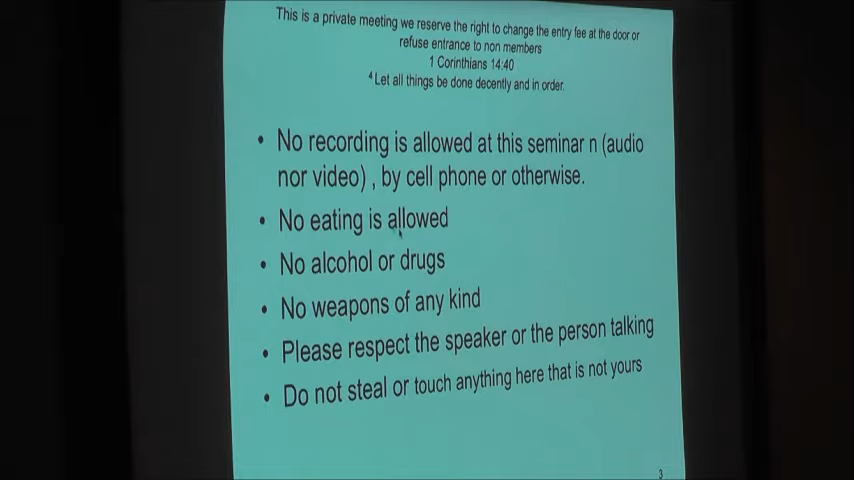 This is a private meeting we reserve the right to change the entry fee at the door or
refuse entrance to non members
1 Corinthians 14:40
4 Let all things be done decently and in order.
• No recording is allowed at this seminar n (audio
nor video) , by cell phone or otherwise.
• No eating is allowed
• No alcohol or drugs
• No weapons of any kind
• Please respect the speaker or the person talking
• Do not steal or touch anything here that is not yours
3